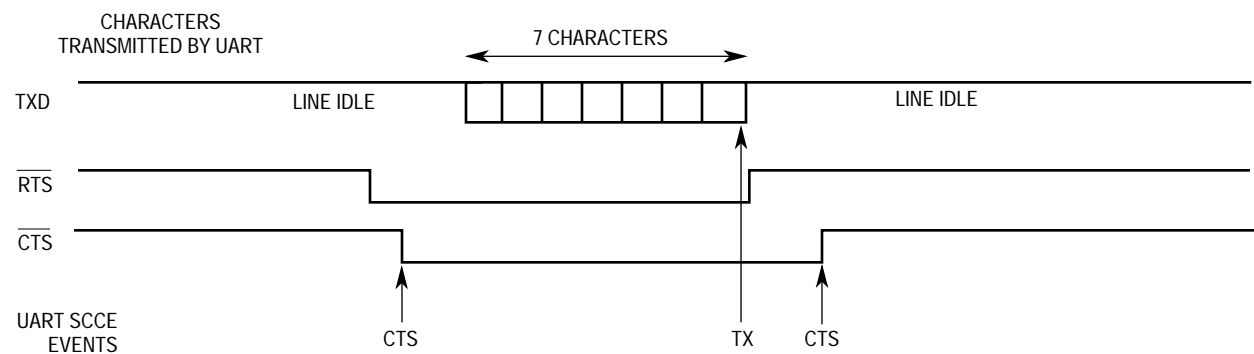 CHARACTERS
TRANSMITTED BY UART
7 CHARACTERS
TXD
LINE IDLE
LINE IDLE
RTS
CTS
UART SCCE
EVENTS
CTS
TX
CTS